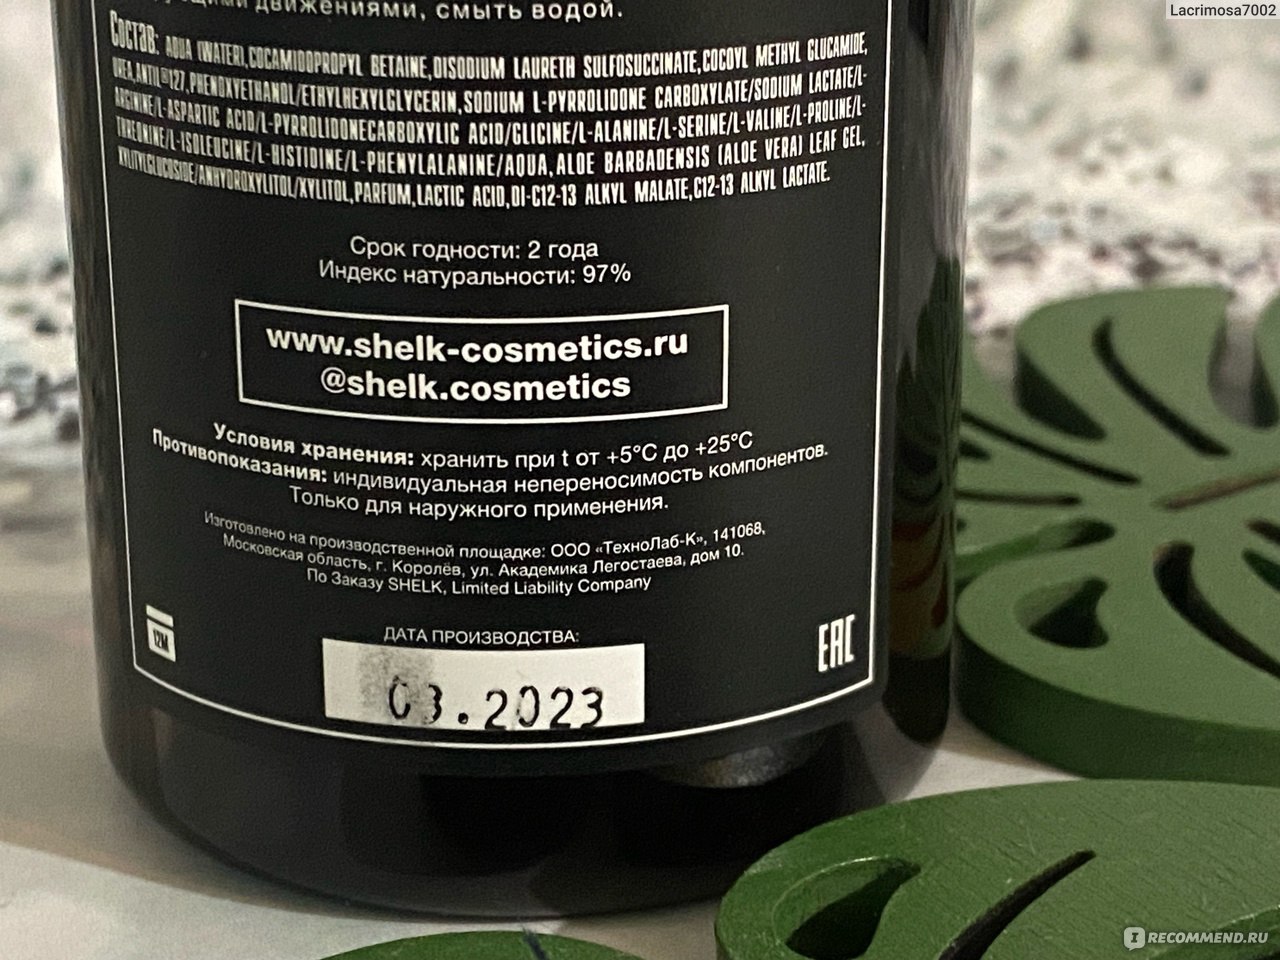 Lacrimosa7002
движениями, смыть водой.
Состав: AQUA (WATER),COCAMIDOPROPYL BETAINE,DISODIUM LAURETH SULFOSUCCINATE,COCOYL METHYL GLUCAMIDE,
UREA,ANTIL@127,PHENOXYETHANOL/ETHYLHEXYLGLYCERIN,SODIUM L-PYRROLIDONE CARBOXYLATE/SODIUM LACTATE/L-
ARGININE/L-ASPARTIC ACID/L-PYRROLIDONECARBOXYLIC ACID/GLICINE/L-ALANINE/L-SERINE/L-VALINE/L-PROLINE/L-
THREONINE/L-ISOLEUCINE/L-HISTIDINE/L-PHENYLALANINE/AQUA,ALOE BARBADENSIS (ALOE VERA) LEAF GEL,
XYLITYLGLUCOSIDE/ANHYDROXYLITOL/XYLITOL,PARFUM,LACTIC ACID,DI-C12-13 ALKYL MALATE,C12-13 ALKYL LACTATE.
Срок годности: 2 года
Индекс натуральности: 97%
www.shelk-cosmetics.ru
@shelk.cosmetics
Условия хранения: хранить при t от +5°C до +25°C
Противопоказания: индивидуальная непереносимость компонентов.
Только для наружного применения.
Изготовлено на производственной площадке: ООО «ТехноЛаб-К», 141068,
Московская область, г. Королёв, ул. Академика Легостаева, дом 10.
По Заказу SHELK, Limited Liability Company
12M
ДАТА ПРОИЗВОДСТВА:
EAC
03.2023
IRECOMMEND.RU